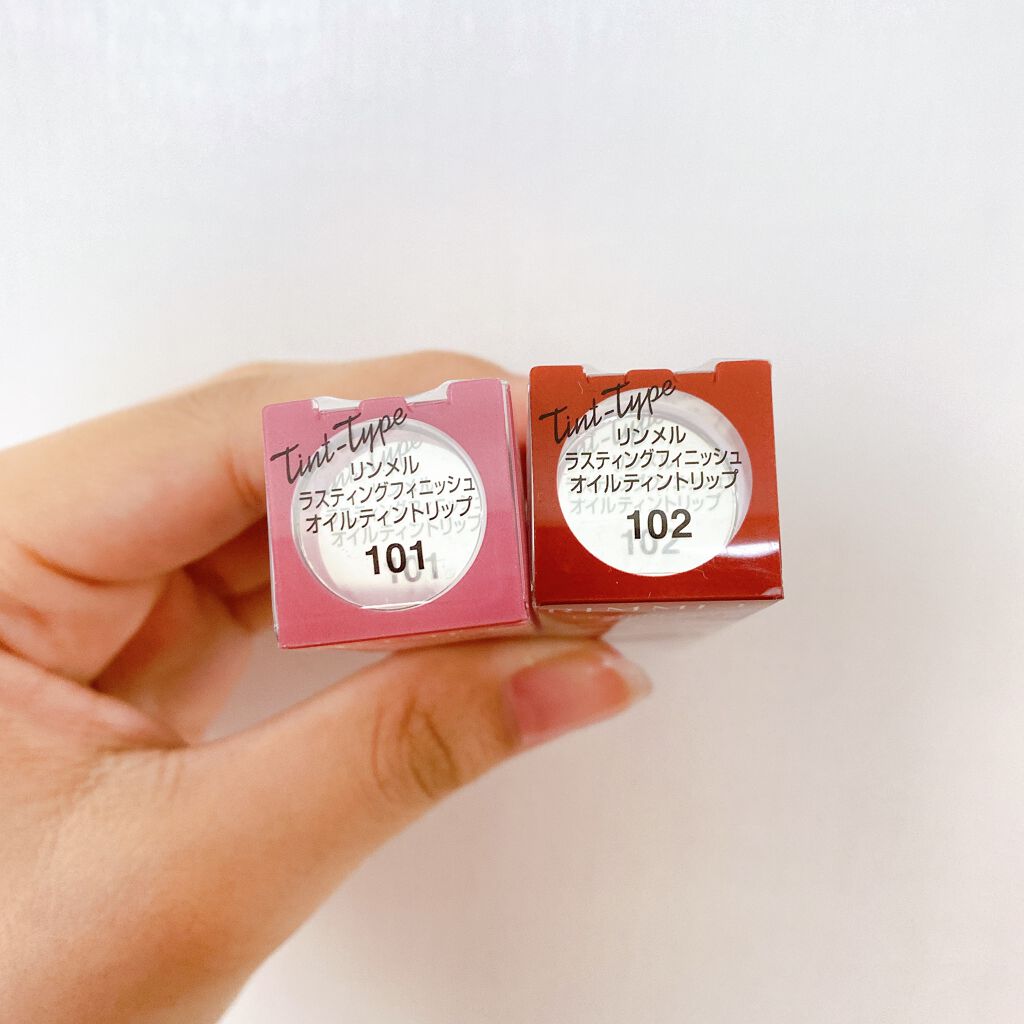 Tint-Type
リンメル
ラスティングフィニッシュ
オイルティントリップ
101
Tint-Type
リンメル
ラスティングフィニッシュ
オイルティントリップ
102